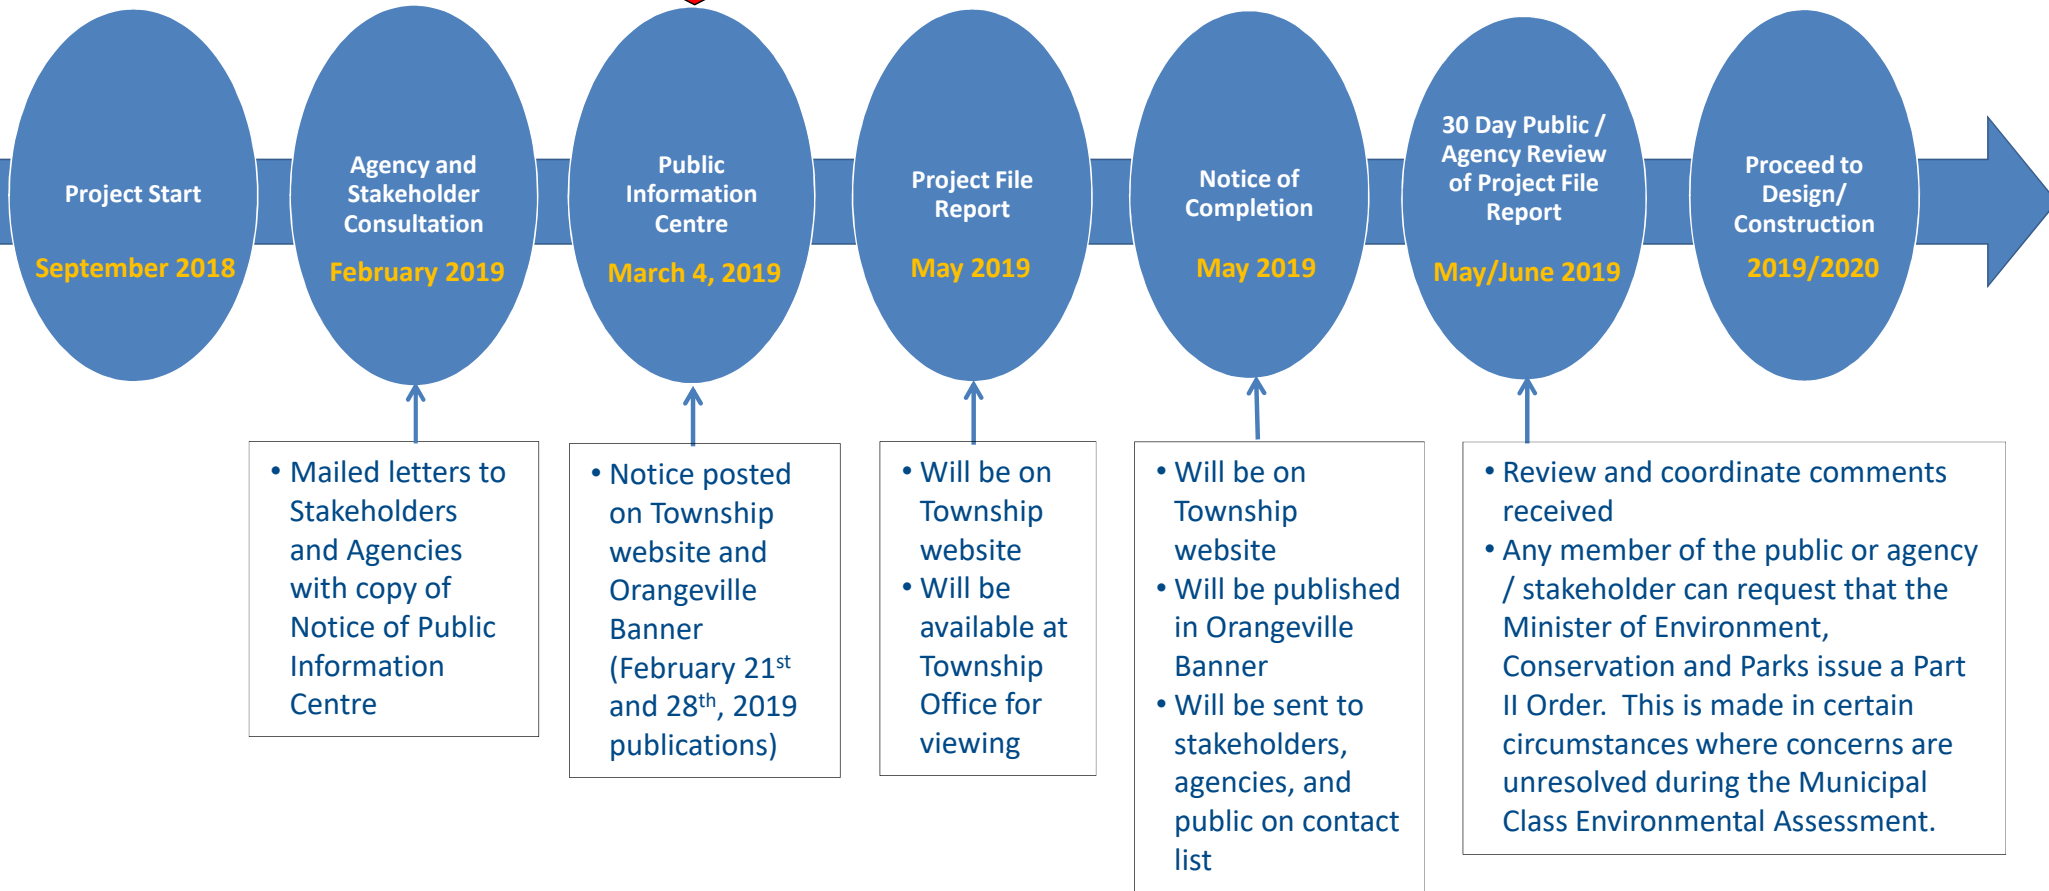 Project Start
September 2018
Agency and
Stakeholder
Consultation
February 2019
Public
Information
Centre
March 4, 2019
Project File
Report
May 2019
Notice of
Completion
May 2019
30 Day Public /
Agency Review
of Project File
Report
May/June 2019
Proceed to
Design/
Construction
2019/2020
• Mailed letters to
Stakeholders
and Agencies
with copy of
Notice of Public
Information
Centre
• Notice posted
on Township
website and
Orangeville
Banner
(February 21st
and 28th, 2019
publications)
• Will be on
Township
website
• Will be
available at
Township
Office for
viewing
• Will be on
Township
website
• Will be published
in Orangeville
Banner
• Will be sent to
stakeholders,
agencies, and
public on contact
list
• Review and coordinate comments
received
• Any member of the public or agency
/ stakeholder can request that the
Minister of Environment,
Conservation and Parks issue a Part
II Order.  This is made in certain
circumstances where concerns are
unresolved during the Municipal
Class Environmental Assessment.